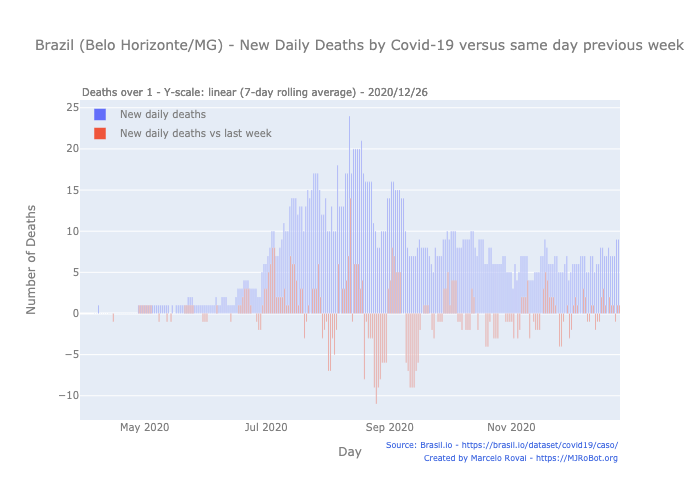 Brazil (Belo Horizonte/MG) - New Daily Deaths by Covid-19 versus same day previous week
Deaths over 1 - Y-scale: linear (7-day rolling average) - 2020/12/26
New daily deaths
New daily deaths vs last week
Number of Deaths
25
20
15
10
5
0
−5
−10
May 2020
Jul 2020
Sep 2020
Nov 2020
Day
Source: Brasil.io - https://brasil.io/dataset/covid19/caso/
Created by Marcelo Rovai - https://MJRoBot.org